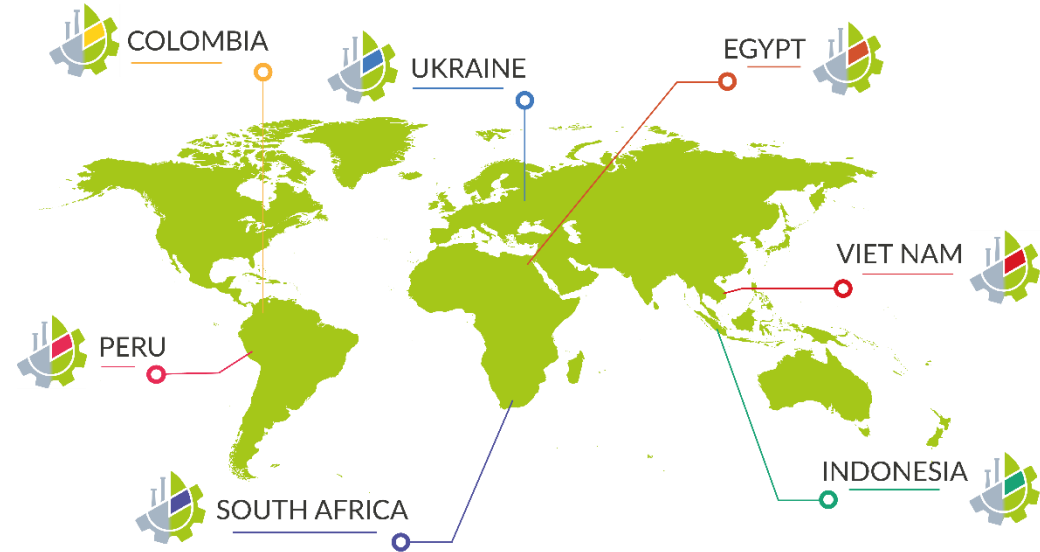 COLOMBIA
UKRAINE
EGYPT
VIET NAM
PERU
INDONESIA
SOUTH AFRICA